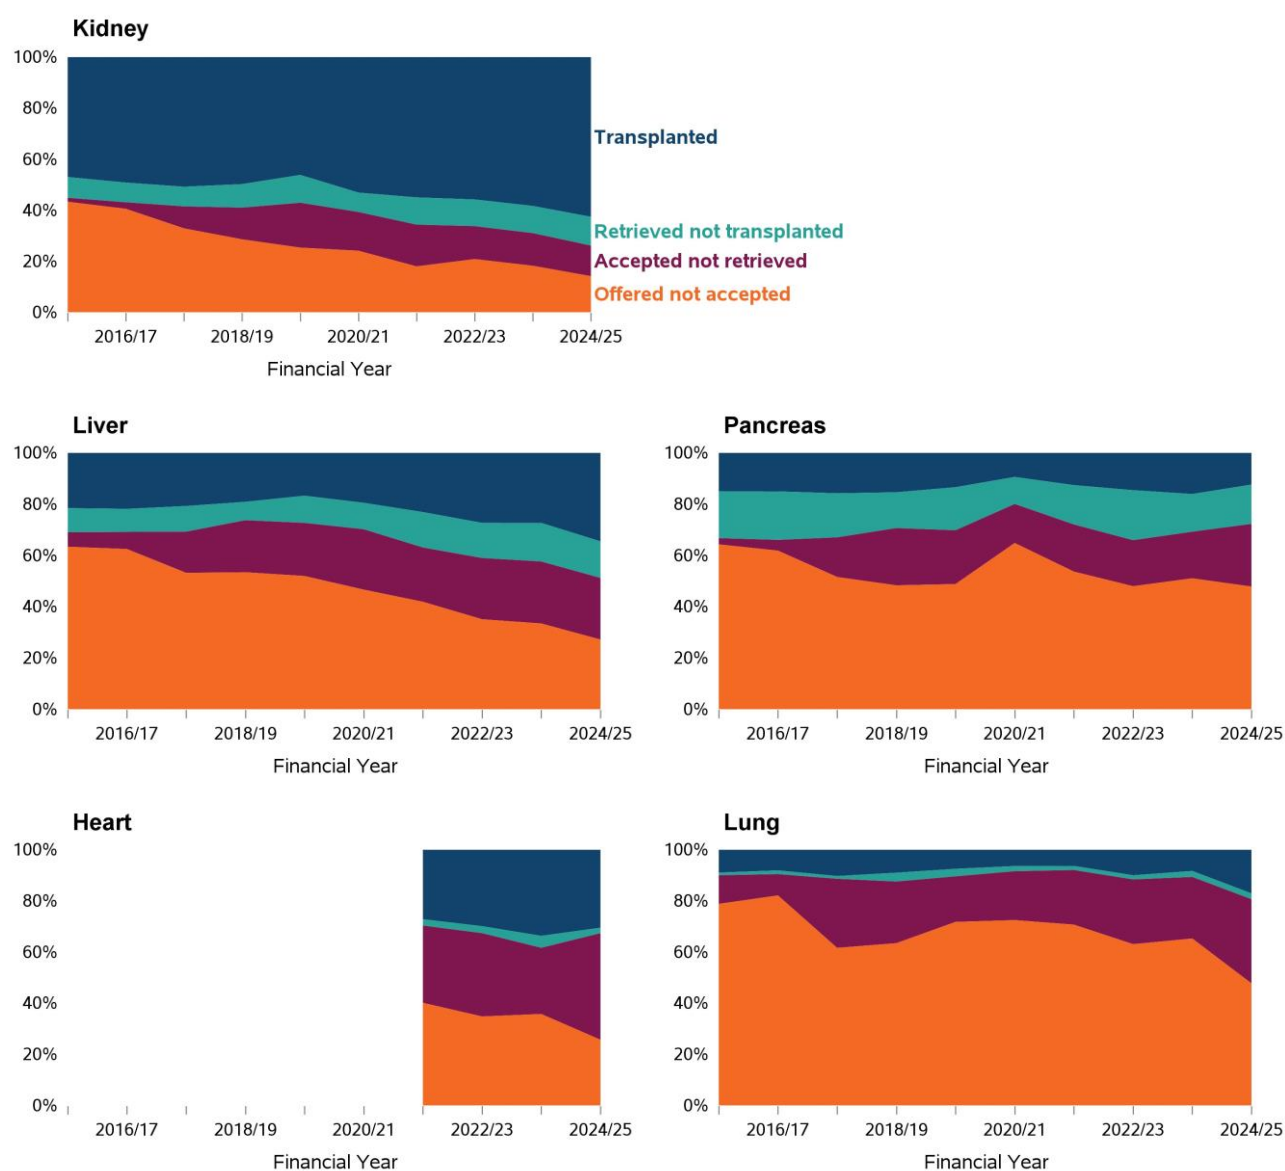 Kidney
100%
80%
60%
40%
20%
0%
Transplanted
Retrieved not transplanted
Accepted not retrieved
Offered not accepted
2016/17 2018/19 2020/21 2022/23 2024/25
Financial Year
Liver
100%
80%
60%
40%
20%
0%
2016/17 2018/19 2020/21 2022/23 2024/25
Financial Year
Pancreas
100%
80%
60%
40%
20%
0%
2016/17 2018/19 2020/21 2022/23 2024/25
Financial Year
Heart
100%
80%
60%
40%
20%
0%
2016/17 2018/19 2020/21 2022/23 2024/25
Financial Year
Lung
100%
80%
60%
40%
20%
0%
2016/17 2018/19 2020/21 2022/23 2024/25
Financial Year